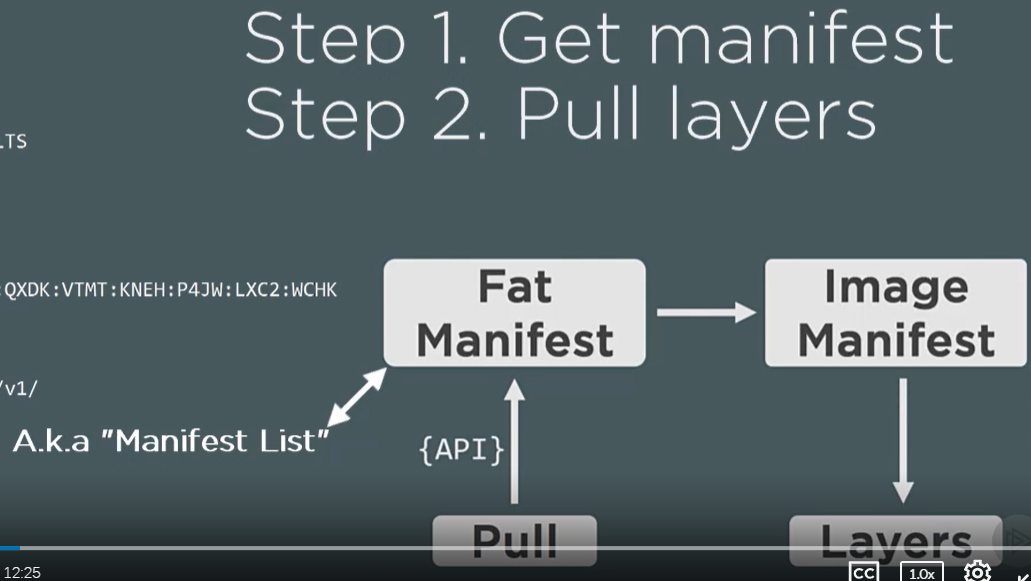 Step 1. Get manifest
Step 2. Pull layers
.TS
:QXDK:VTMT:KNEH:P4JW:LXC2:WCHK
Fat
Manifest
Image
Manifest
/v1/
A.k.a "Manifest List"
{API}
Pull
Layers
12:25
CC
1.0x